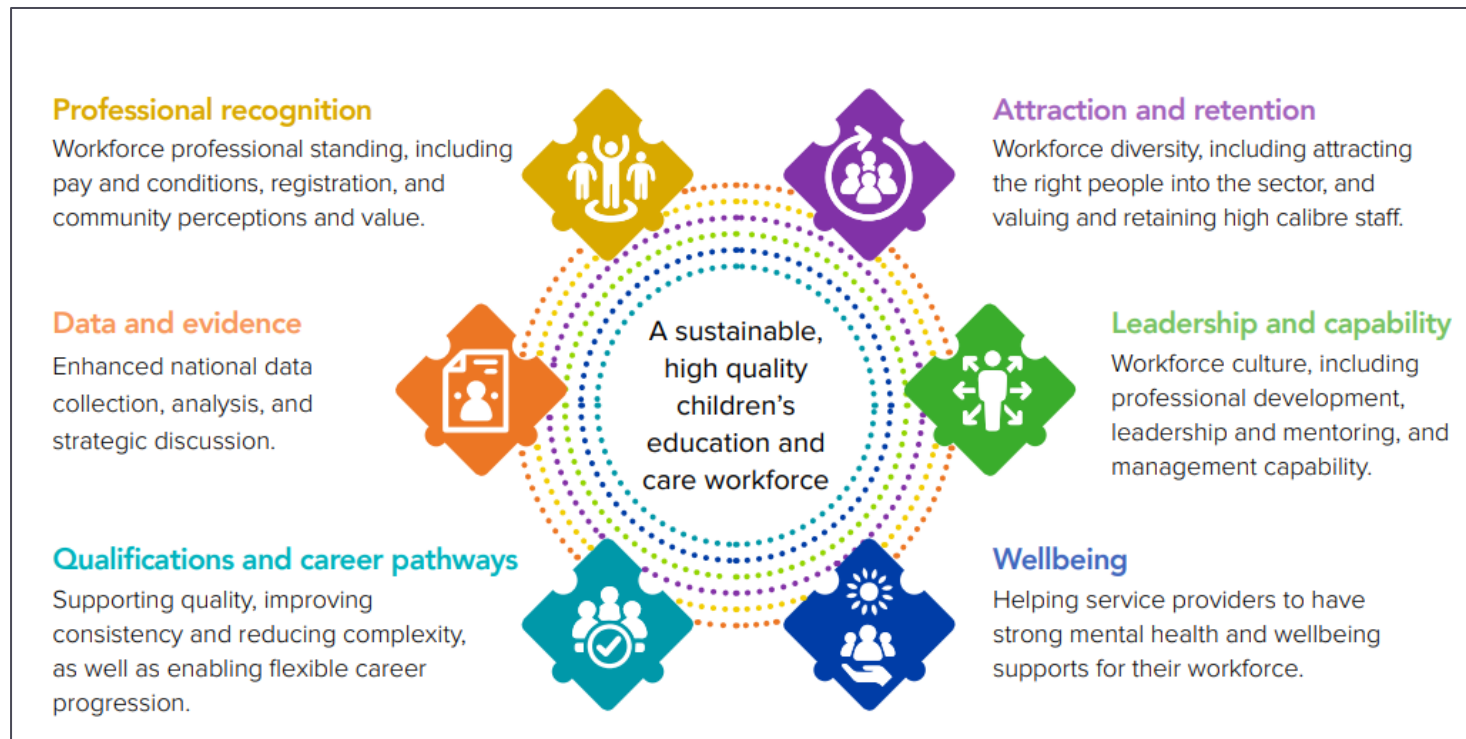 Professional recognition
Workforce professional standing, including
pay and conditions, registration, and
community perceptions and value.
Attraction and retention
Workforce diversity, including attracting
the right people into the sector, and
valuing and retaining high calibre staff.
Data and evidence
Enhanced national data
collection, analysis, and
strategic discussion.
A sustainable,
high quality
children’s
education and
care workforce
Leadership and capability
Workforce culture, including
professional development,
leadership and mentoring, and
management capability.
Qualifications and career pathways
Supporting quality, improving
consistency and reducing complexity,
as well as enabling flexible career
progression.
Wellbeing
Helping service providers to have
strong mental health and wellbeing
supports for their workforce.